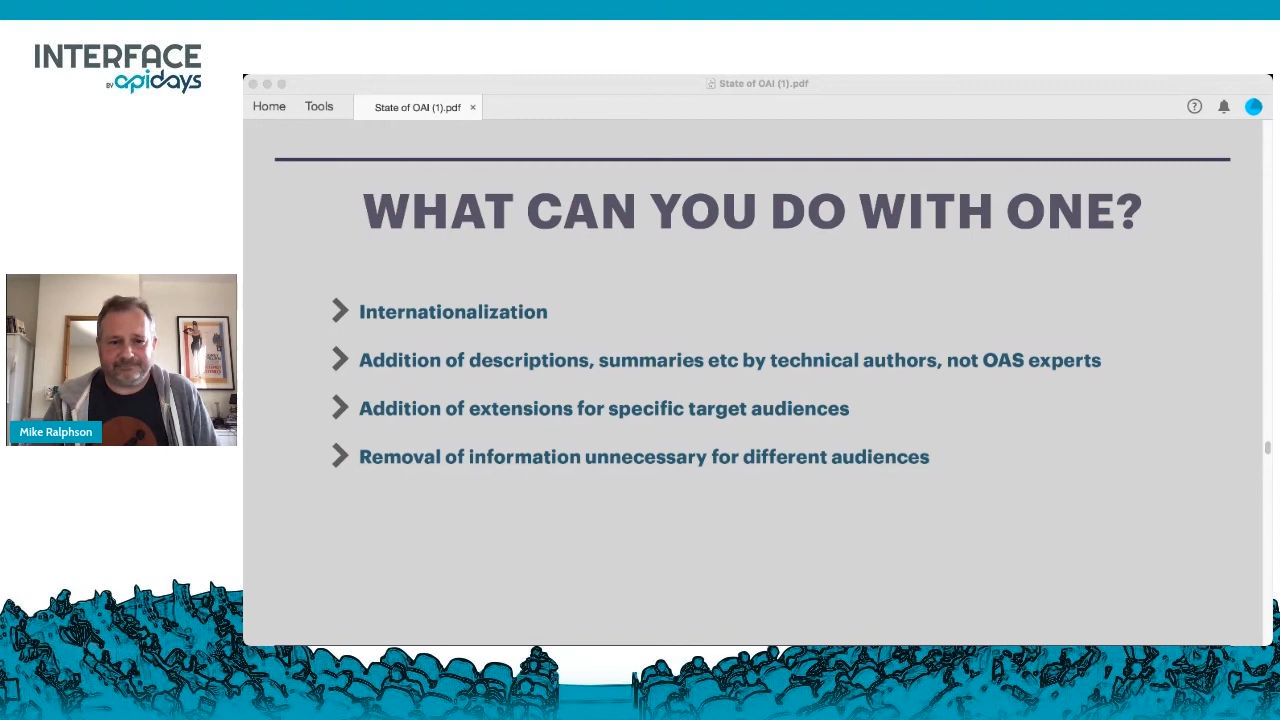 INTERFACE
BY apidays
State of OAI (1).pdf
Home Tools State of OAI (1).pdf ×
WHAT CAN YOU DO WITH ONE?
Internationalization
Addition of descriptions, summaries etc by technical authors, not OAS experts
Addition of extensions for specific target audiences
Removal of information unnecessary for different audiences
Mike Ralphson